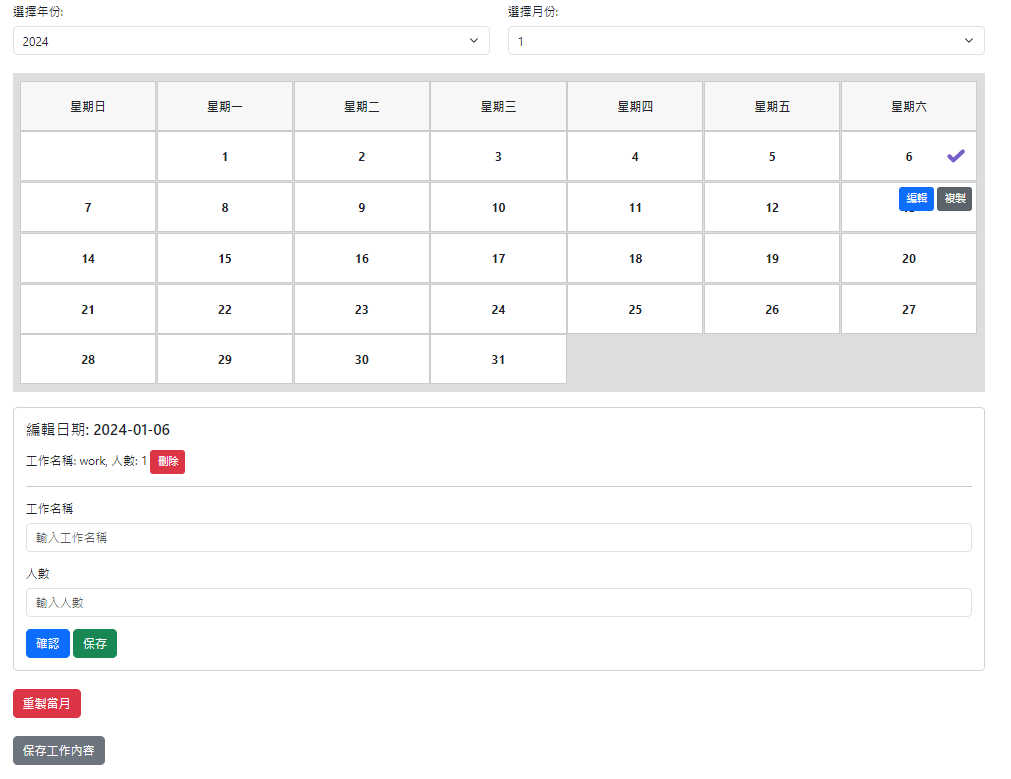 選擇年份: 選擇月份:
2024 1
星期日 星期一 星期二 星期三 星期四 星期五 星期六
1 2 3 4 5 6
7 8 9 10 11 12 編輯 複製
14 15 16 17 18 19 20
21 22 23 24 25 26 27
28 29 30 31
編輯日期: 2024-01-06
工作名稱: work, 人數: 1 刪除
工作名稱
輸入工作名稱
人數
輸入人數
確認 保存
重製當月
保存工作內容